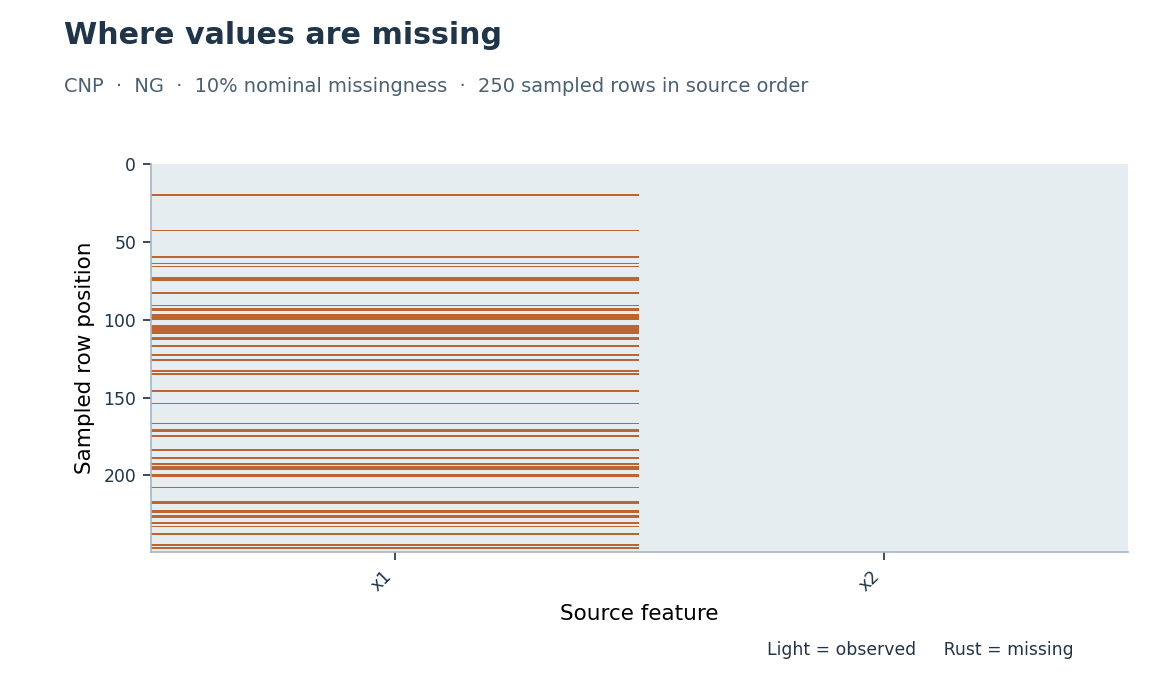 Where values are missing
CNP · NG · 10% nominal missingness · 250 sampled rows in source order
0
50
100
150
200
Sampled row position
x1
x2
Source feature
Light = observed Rust = missing